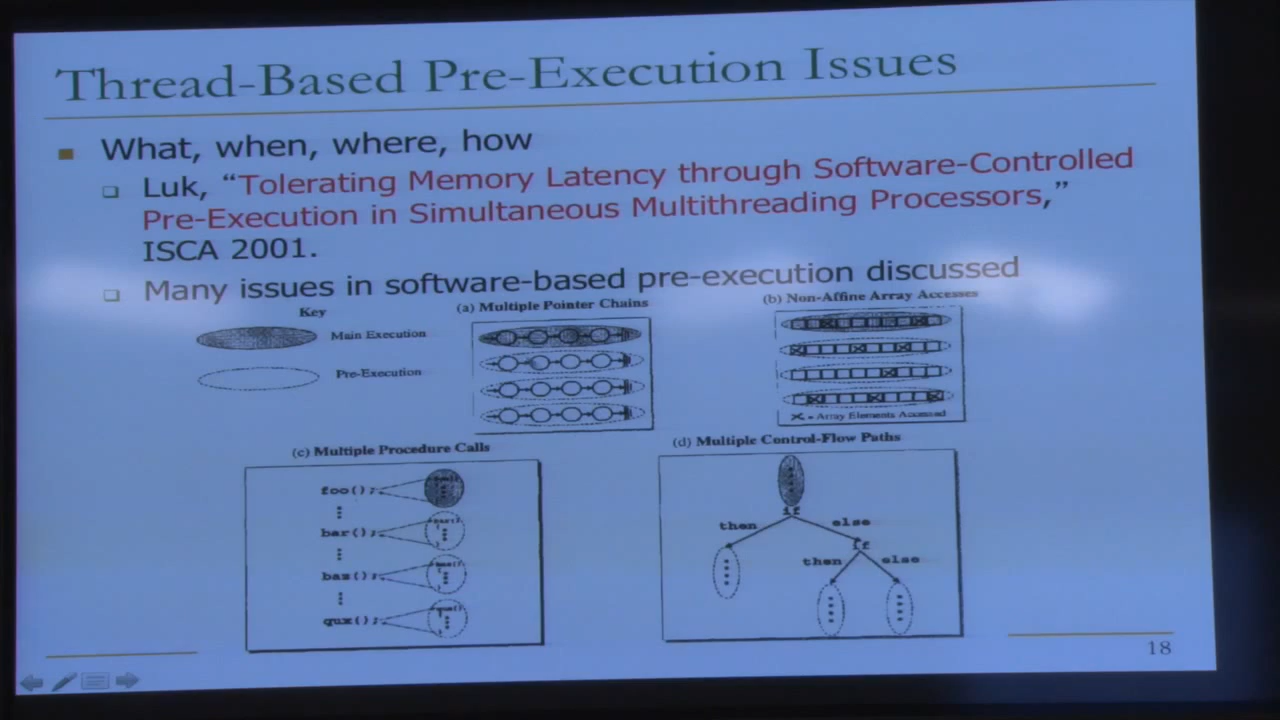 Thread-Based Pre-Execution Issues
What, when, where, how
Luk, “Tolerating Memory Latency through Software-Controlled
Pre-Execution in Simultaneous Multithreading Processors,”
ISCA 2001.
Many issues in software-based pre-execution discussed
Key
Main Execution
Pre-Execution
(a) Multiple Pointer Chains
(b) Non-Affine Array Accesses
= Array Elements Accessed
(c) Multiple Procedure Calls
foo();
bar();
baz();
qux();
(d) Multiple Control-Flow Paths
if
then else
if
then else
18